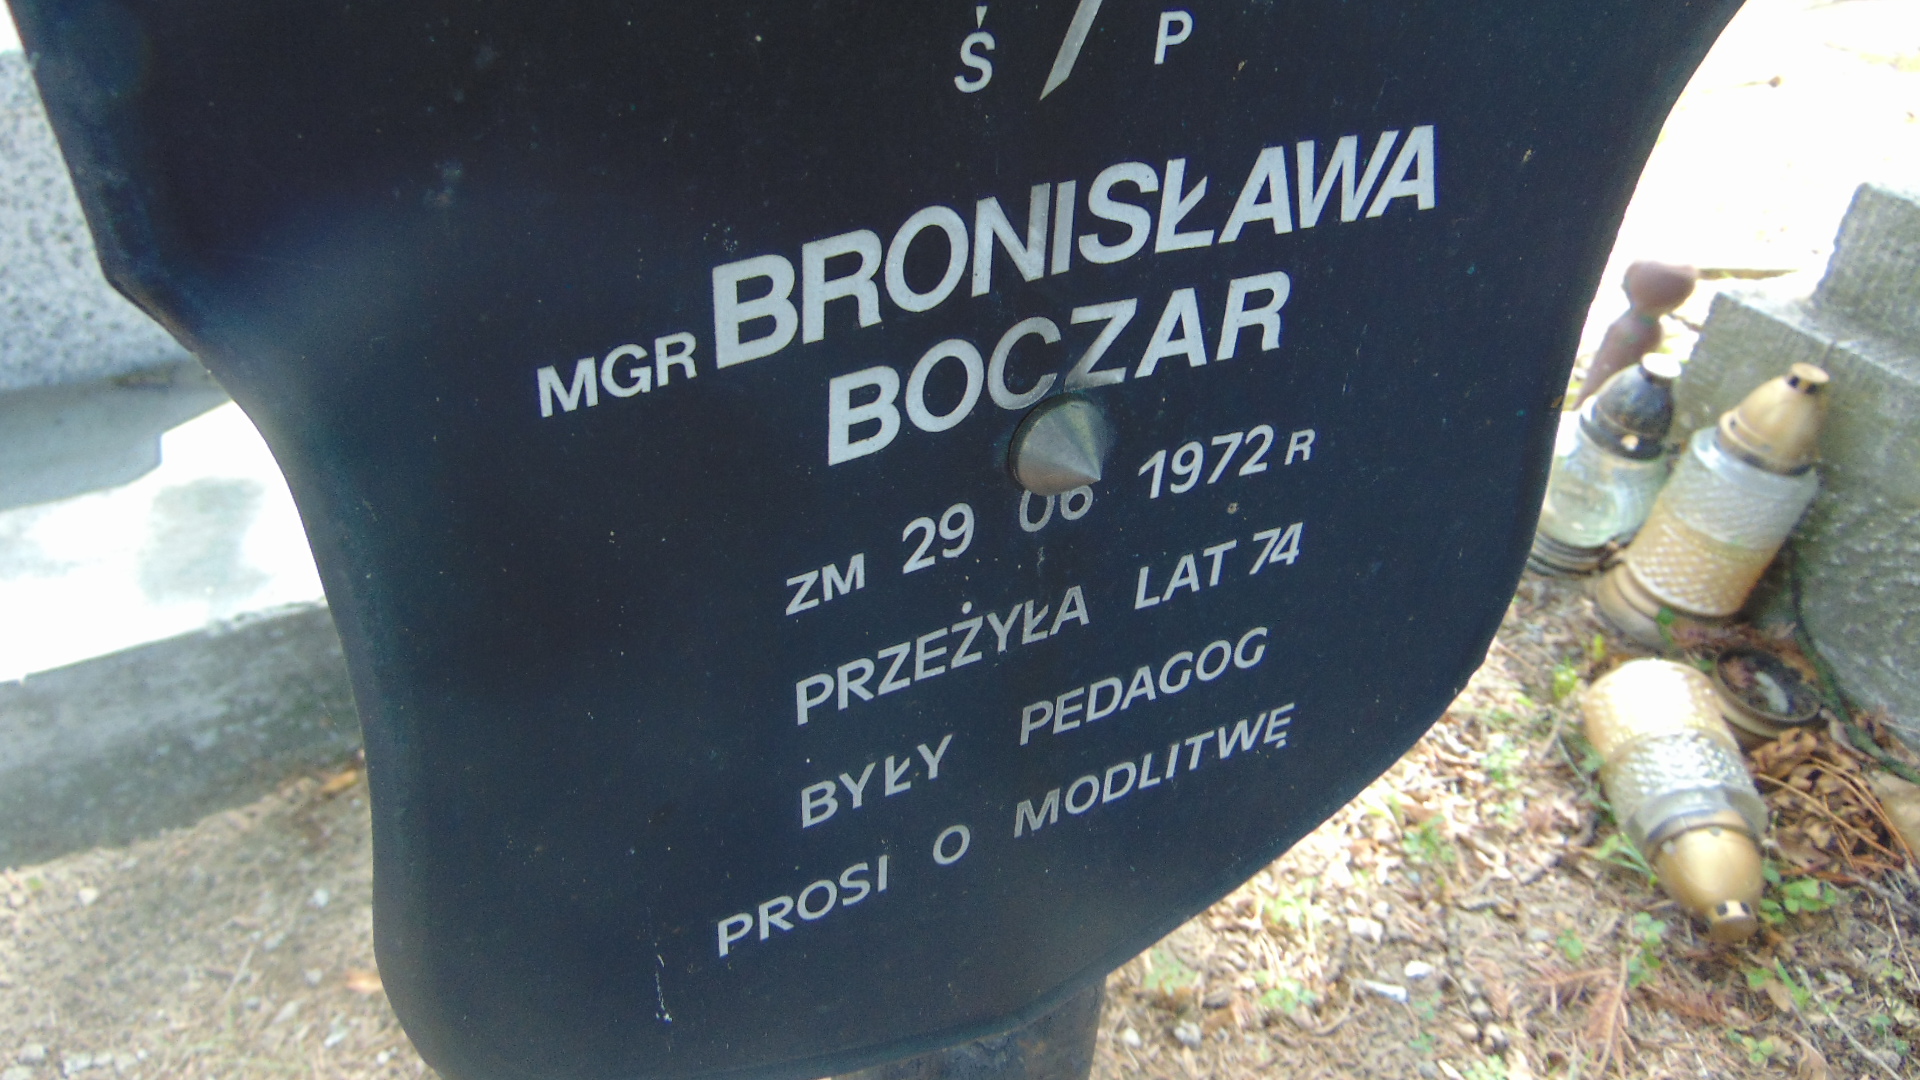 Ś P
MGR BRONISŁAWA
BOCZAR
ZM 29 06 1972 R
PRZEŻYŁA LAT 74
BYŁY PEDAGOG
PROSI O MODLITWĘ